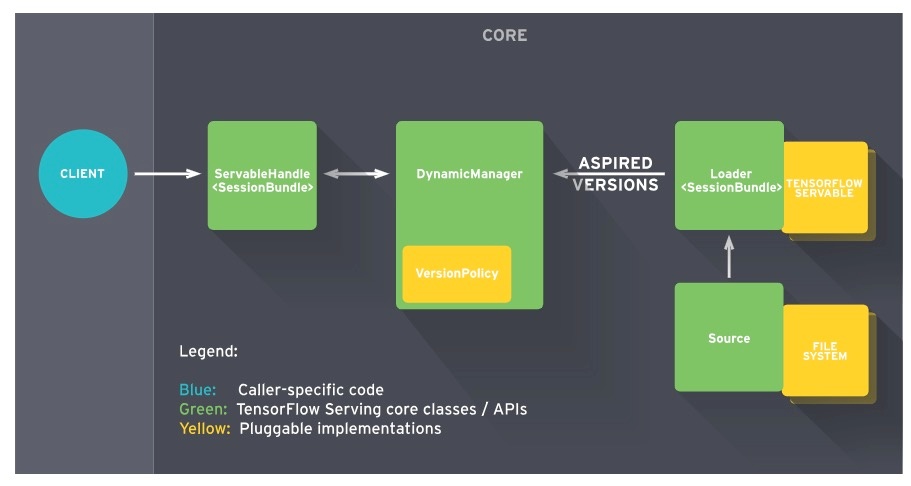 CORE
CLIENT
ServableHandle
<SessionBundle>
DynamicManager
VersionPolicy
ASPIRED
VERSIONS
Loader
<SessionBundle>
TENSORFLOW
SERVABLE
Source
FILE
SYSTEM
Legend:
Blue: Caller-specific code
Green: TensorFlow Serving core classes / APIs
Yellow: Pluggable implementations